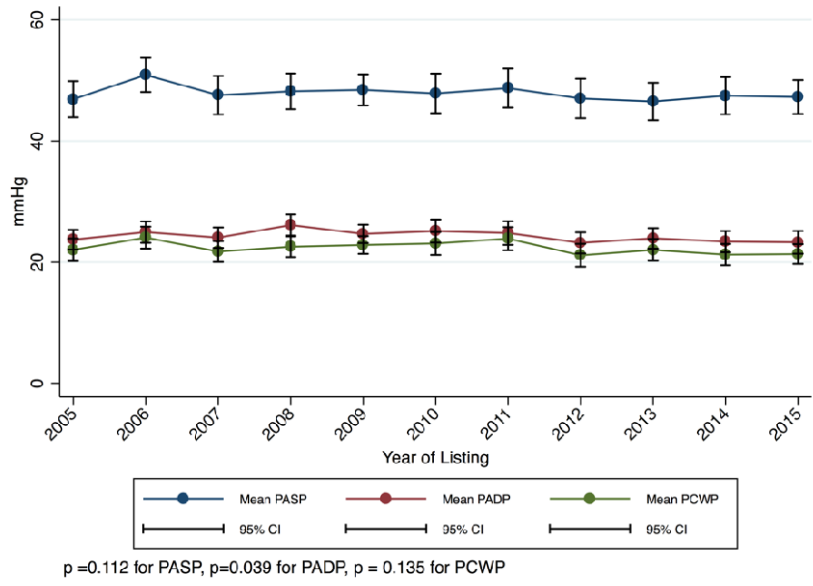 60
40
20
0
mmHg
2005 2006 2007 2008 2009 2010 2011 2012 2013 2014 2015
Year of Listing
Mean PASP Mean PADP Mean PCWP
95% CI 95% CI 95% CI
p =0.112 for PASP, p=0.039 for PADP, p = 0.135 for PCWP